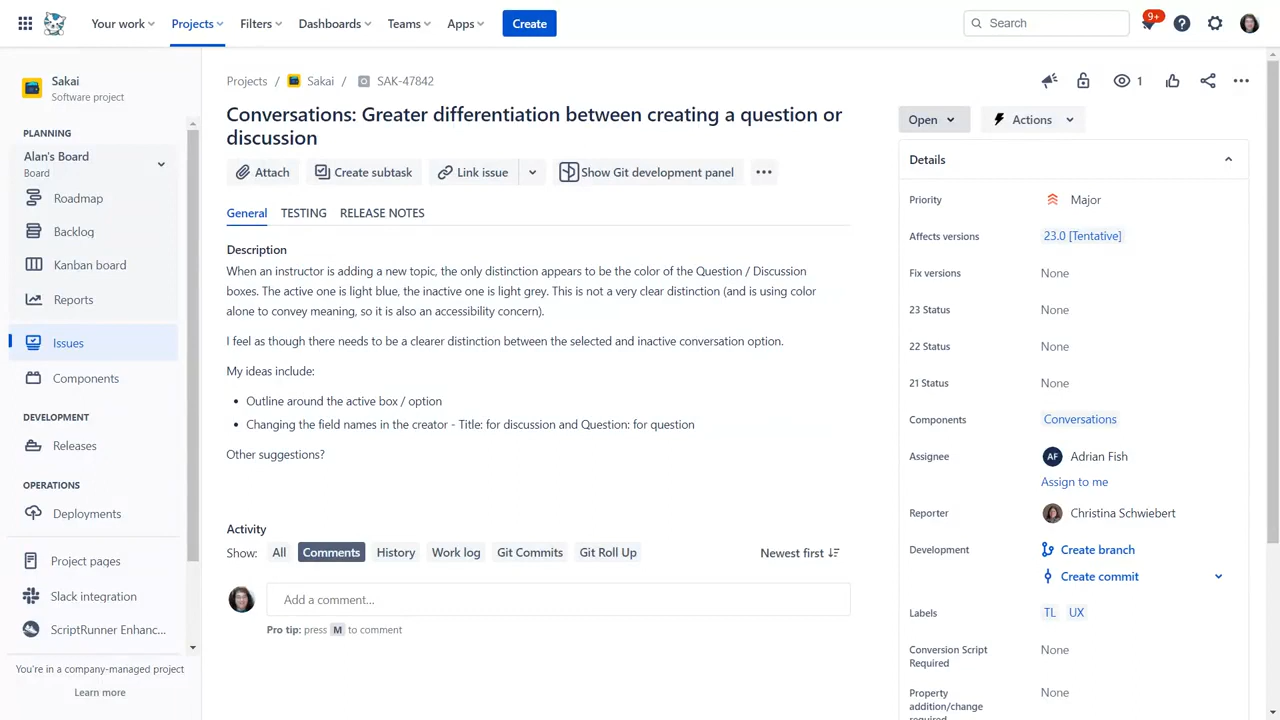 Your work
Projects
Filters
Dashboards
Teams
Apps
Create
Search
9+
Sakai
Software project
PLANNING
Alan's Board
Board
Roadmap
Backlog
Kanban board
Reports
Issues
Components
DEVELOPMENT
Releases
OPERATIONS
Deployments
Project pages
Slack integration
ScriptRunner Enhanc...
You're in a company-managed project
Learn more
Projects / Sakai / SAK-47842
1
Conversations: Greater differentiation between creating a question or
discussion
Attach
Create subtask
Link issue
Show Git development panel
General
TESTING
RELEASE NOTES
Description
When an instructor is adding a new topic, the only distinction appears to be the color of the Question / Discussion
boxes. The active one is light blue, the inactive one is light grey. This is not a very clear distinction (and is using color
alone to convey meaning, so it is also an accessibility concern).
I feel as though there needs to be a clearer distinction between the selected and inactive conversation option.
My ideas include:
• Outline around the active box / option
• Changing the field names in the creator - Title: for discussion and Question: for question
Other suggestions?
Activity
Show:
All
Comments
History
Work log
Git Commits
Git Roll Up
Newest first
Add a comment...
Pro tip: press M to comment
Open
Actions
Details
Priority
Major
Affects versions
23.0 [Tentative]
Fix versions
None
23 Status
None
22 Status
None
21 Status
None
Components
Conversations
Assignee
AF
Adrian Fish
Assign to me
Reporter
Christina Schwiebert
Development
Create branch
Create commit
Labels
TL
UX
Conversion Script
Required
None
Property
addition/change
required
None